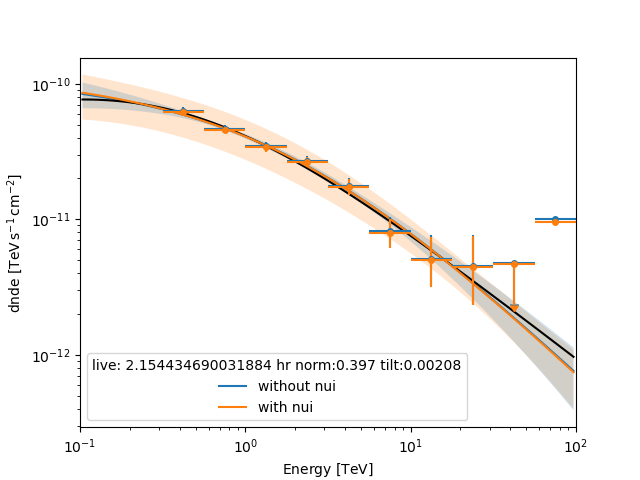 10⁻¹⁰
10⁻¹¹
10⁻¹²
dnde [TeV s⁻¹ cm⁻²]
live: 2.154434690031884 hr norm:0.397 tilt:0.00208
without nui
with nui
10⁻¹ 10⁰ 10¹ 10²
Energy [TeV]